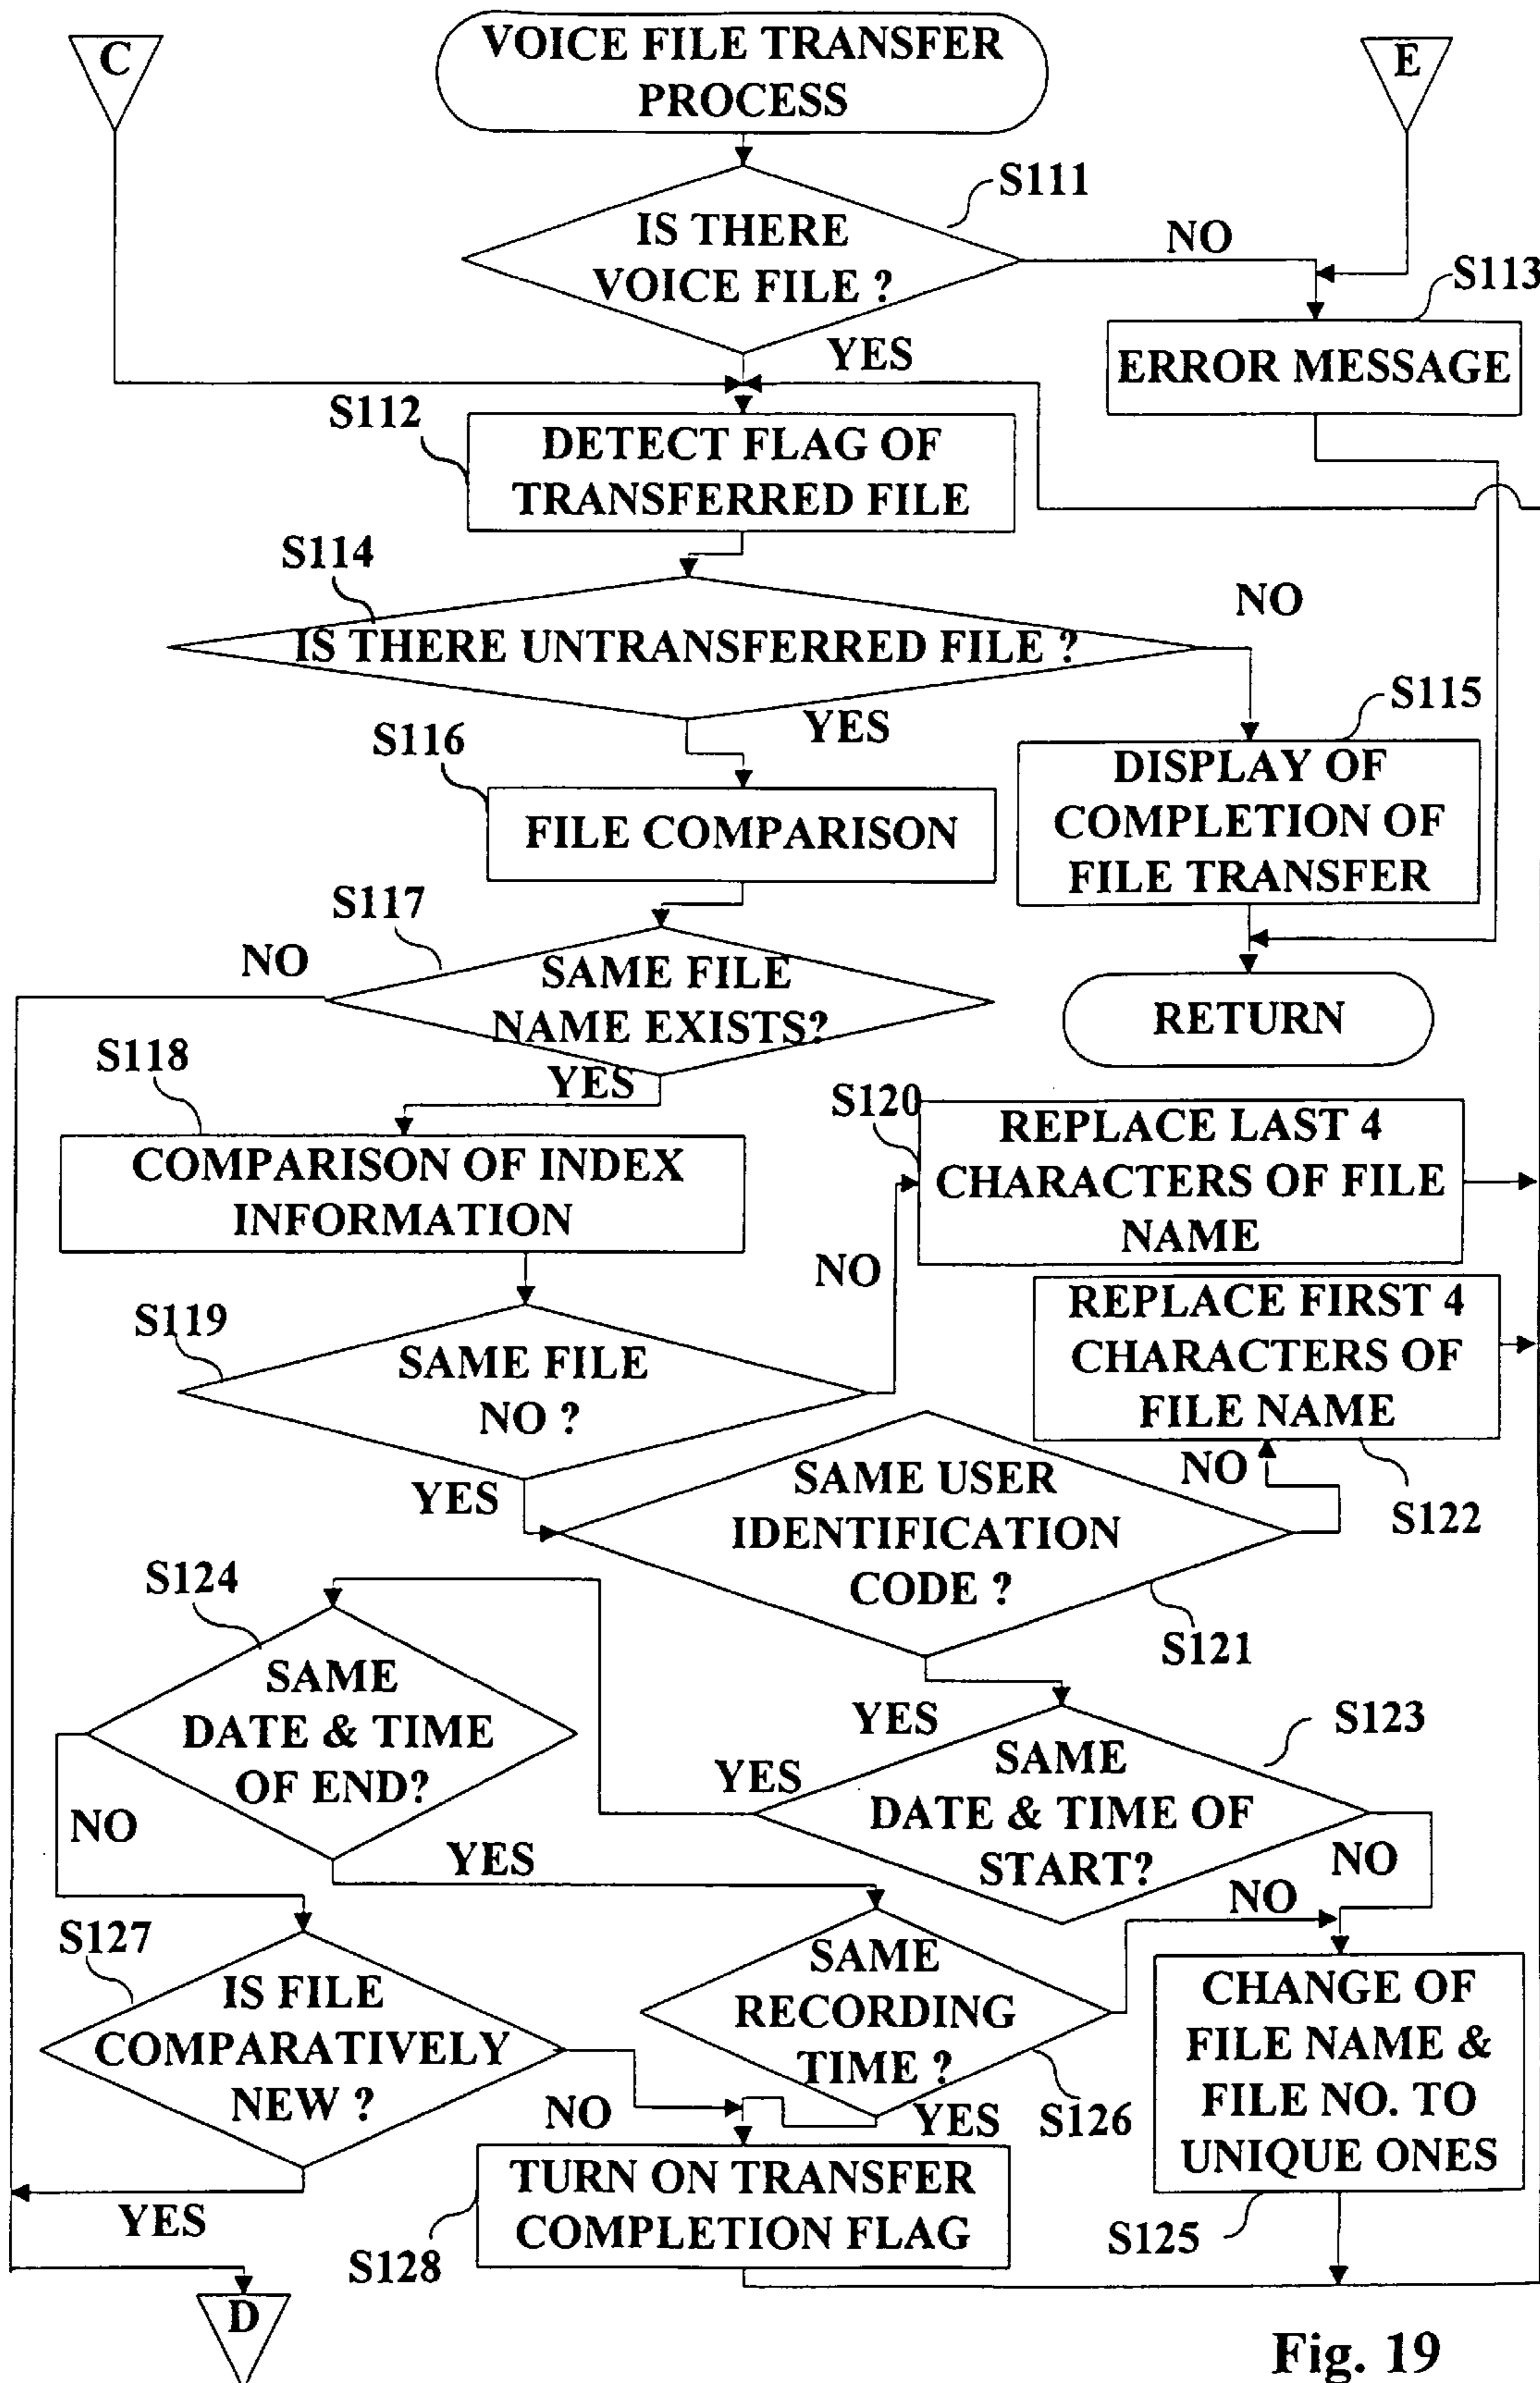 C
VOICE FILE TRANSFER
PROCESS
E
S111
IS THERE
VOICE FILE ?
NO
S113
YES
ERROR MESSAGE
S112
DETECT FLAG OF
TRANSFERRED FILE
S114
NO
IS THERE UNTRANSFERRED FILE ?
S115
YES
S116
DISPLAY OF
COMPLETION OF
FILE TRANSFER
FILE COMPARISON
S117
NO
SAME FILE
NAME EXISTS?
RETURN
S118
YES
S120
REPLACE LAST 4
CHARACTERS OF FILE
NAME
COMPARISON OF INDEX
INFORMATION
NO
S119
REPLACE FIRST 4
CHARACTERS OF
FILE NAME
SAME FILE
NO ?
YES
NO
S122
SAME USER
IDENTIFICATION
CODE ?
S124
S121
SAME
DATE & TIME
OF END?
YES
S123
YES
SAME
DATE & TIME OF
START?
NO
YES
NO
NO
S127
IS FILE
COMPARATIVELY
NEW ?
SAME
RECORDING
TIME ?
CHANGE OF
FILE NAME &
FILE NO. TO
UNIQUE ONES
NO
YES
S126
TURN ON TRANSFER
COMPLETION FLAG
YES
S128
S125
D
Fig. 19